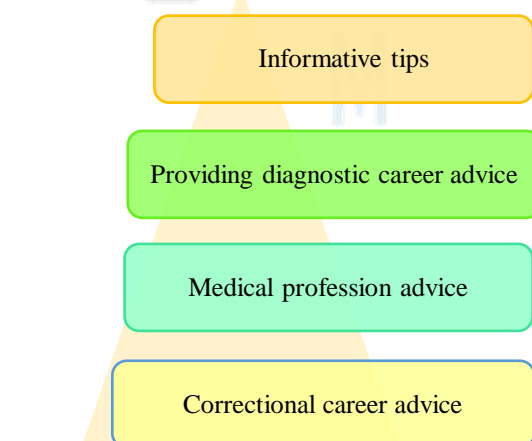 Informative tips
Providing diagnostic career advice
Medical profession advice
Correctional career advice